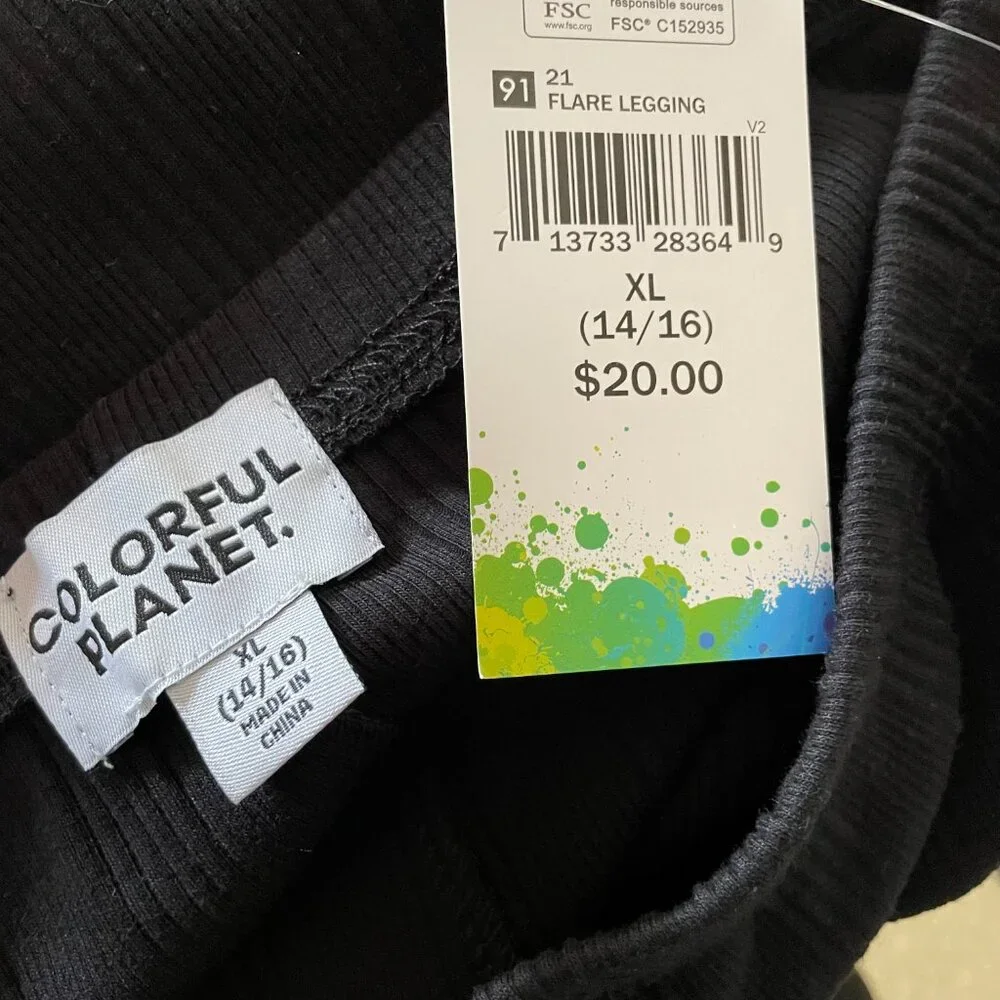 responsible sources
FSC
www.fsc.org
FSC® C152935
91
21
FLARE LEGGING
V2
7 13733 28364 9
XL
(14/16)
$20.00
COLORFUL
PLANET.
XL
(14/16)
MADE IN
CHINA